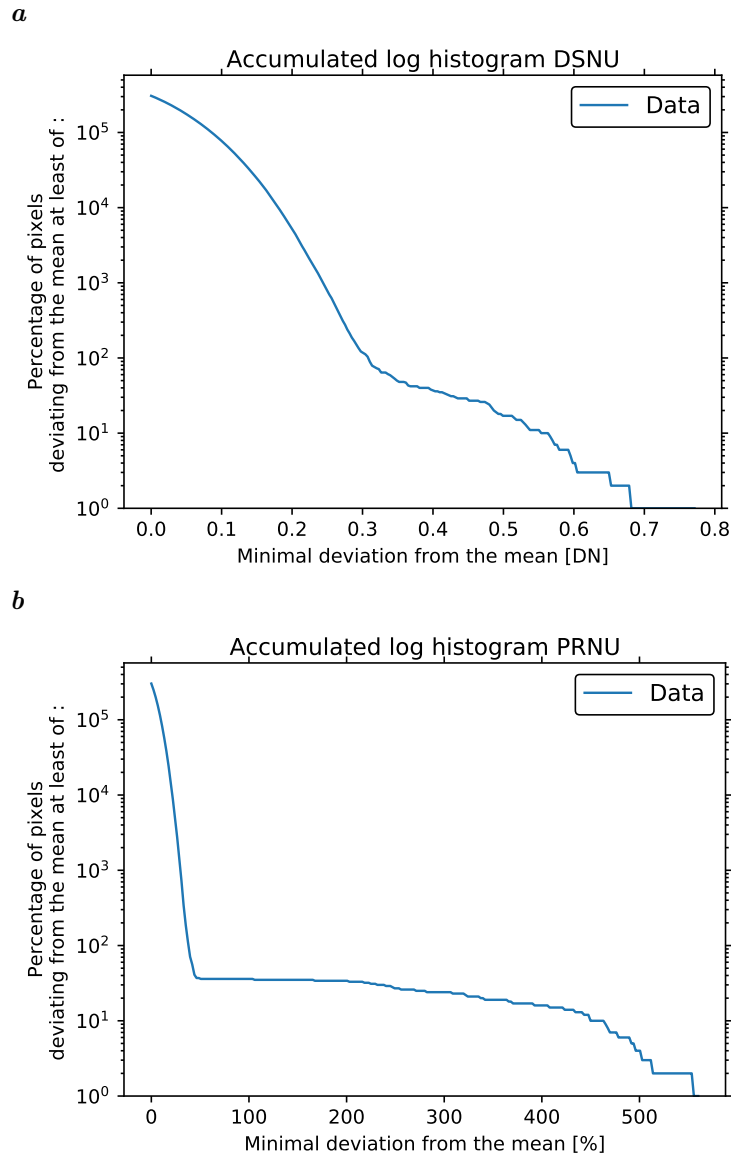 a
Accumulated log histogram DSNU
Percentage of pixels
deviating from the mean at least of :
Data
10^5
10^4
10^3
10^2
10^1
10^0
0.0 0.1 0.2 0.3 0.4 0.5 0.6 0.7 0.8
Minimal deviation from the mean [DN]
b
Accumulated log histogram PRNU
Percentage of pixels
deviating from the mean at least of :
Data
10^5
10^4
10^3
10^2
10^1
10^0
0 100 200 300 400 500
Minimal deviation from the mean [%]